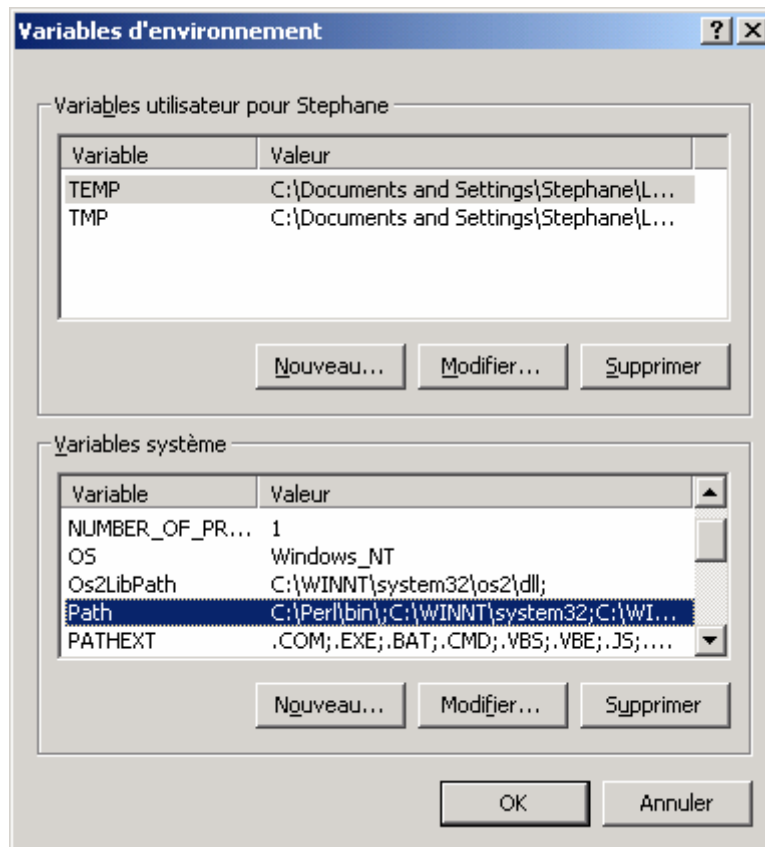 Variables d'environnement
Variables utilisateur pour Stephane
Variable Valeur
TEMP C:\Documents and Settings\Stephane\L...
TMP C:\Documents and Settings\Stephane\L...
Nouveau... Modifier... Supprimer
Variables système
Variable Valeur
NUMBER_OF_PR... 1
OS Windows_NT
Os2LibPath C:\WINNT\system32\os2\dll;
Path C:\Perl\bin\;C:\WINNT\system32;C:\WI...
PATHEXT .COM;.EXE;.BAT;.CMD;.VBS;.VBE;.JS;....
Nouveau... Modifier... Supprimer
OK Annuler